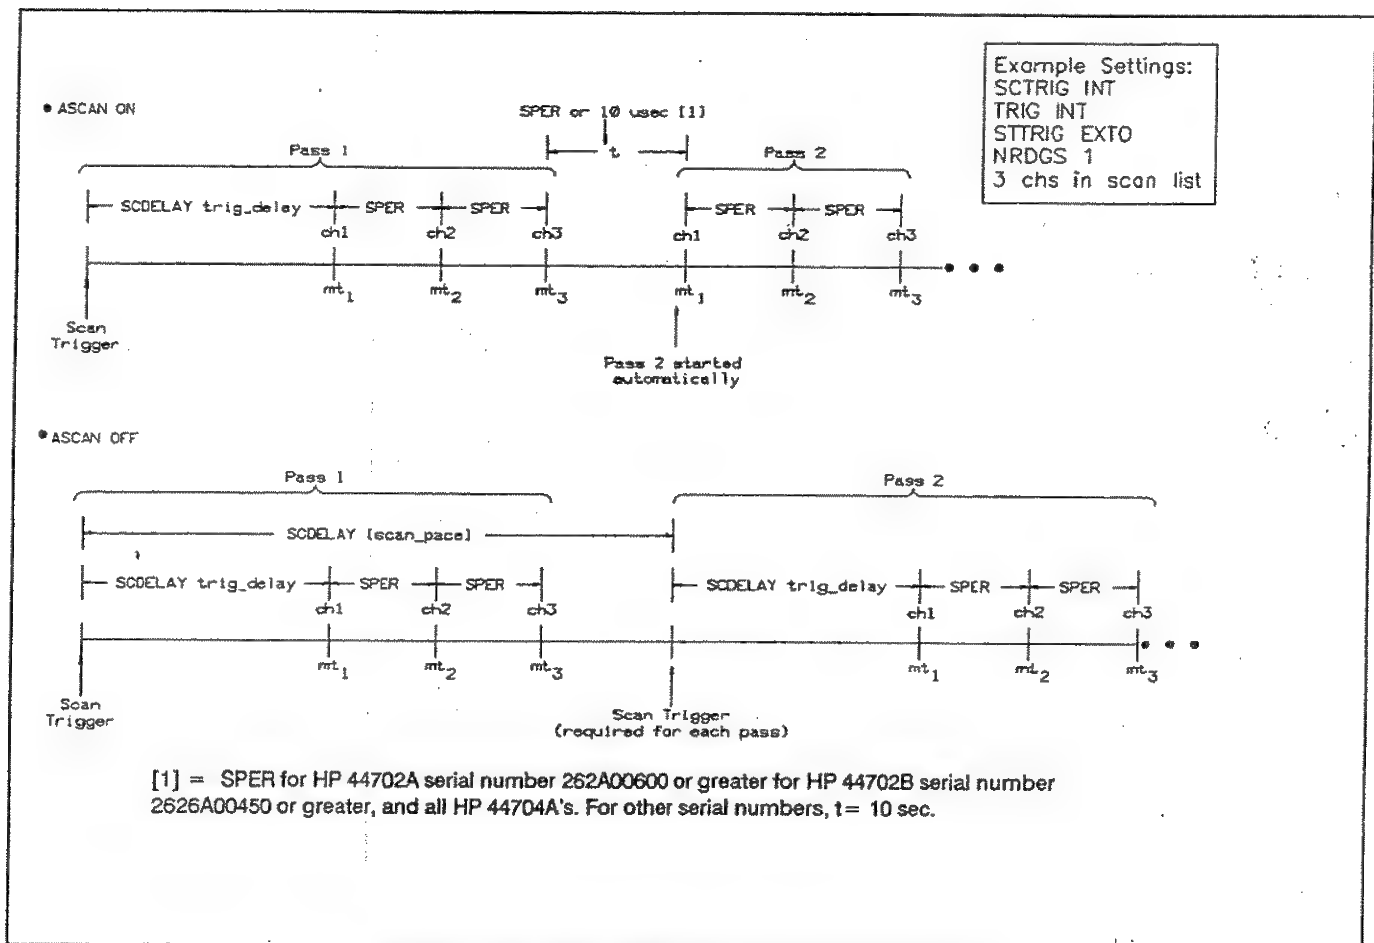 Example Settings:
SCTRIG INT
TRIG INT
STTRIG EXTO
NRDGS 1
3 chs in scan list
• ASCAN ON
SPER or 10 usec [1]
t
Pass 1
Pass 2
SCDELAY trig_delay SPER SPER
SPER SPER
ch1 ch2 ch3 ch1 ch2 ch3
mt1 mt2 mt3 mt1 mt2 mt3
Scan
Trigger
Pass 2 started
automatically
• ASCAN OFF
Pass 1
Pass 2
SCDELAY [scan_pace]
SCDELAY trig_delay SPER SPER
SCDELAY trig_delay SPER SPER
ch1 ch2 ch3 ch1 ch2 ch3
mt1 mt2 mt3 mt1 mt2 mt3
Scan
Trigger
Scan Trigger
(required for each pass)
[1] = SPER for HP 44702A serial number 262A00600 or greater for HP 44702B serial number
2626A00450 or greater, and all HP 44704A's. For other serial numbers, t= 10 sec.